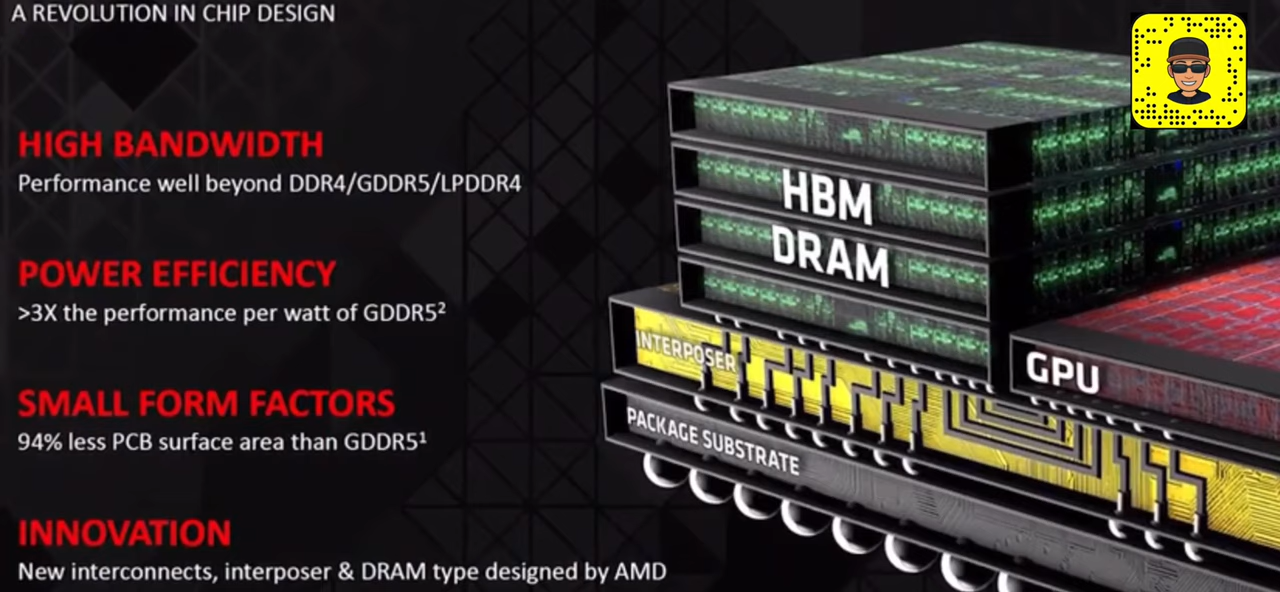 A REVOLUTION IN CHIP DESIGN
HIGH BANDWIDTH
Performance well beyond DDR4/GDDR5/LPDDR4
POWER EFFICIENCY
>3X the performance per watt of GDDR5²
SMALL FORM FACTORS
94% less PCB surface area than GDDR5¹
INNOVATION
New interconnects, interposer & DRAM type designed by AMD
HBM
DRAM
INTERPOSER
GPU
PACKAGE SUBSTRATE